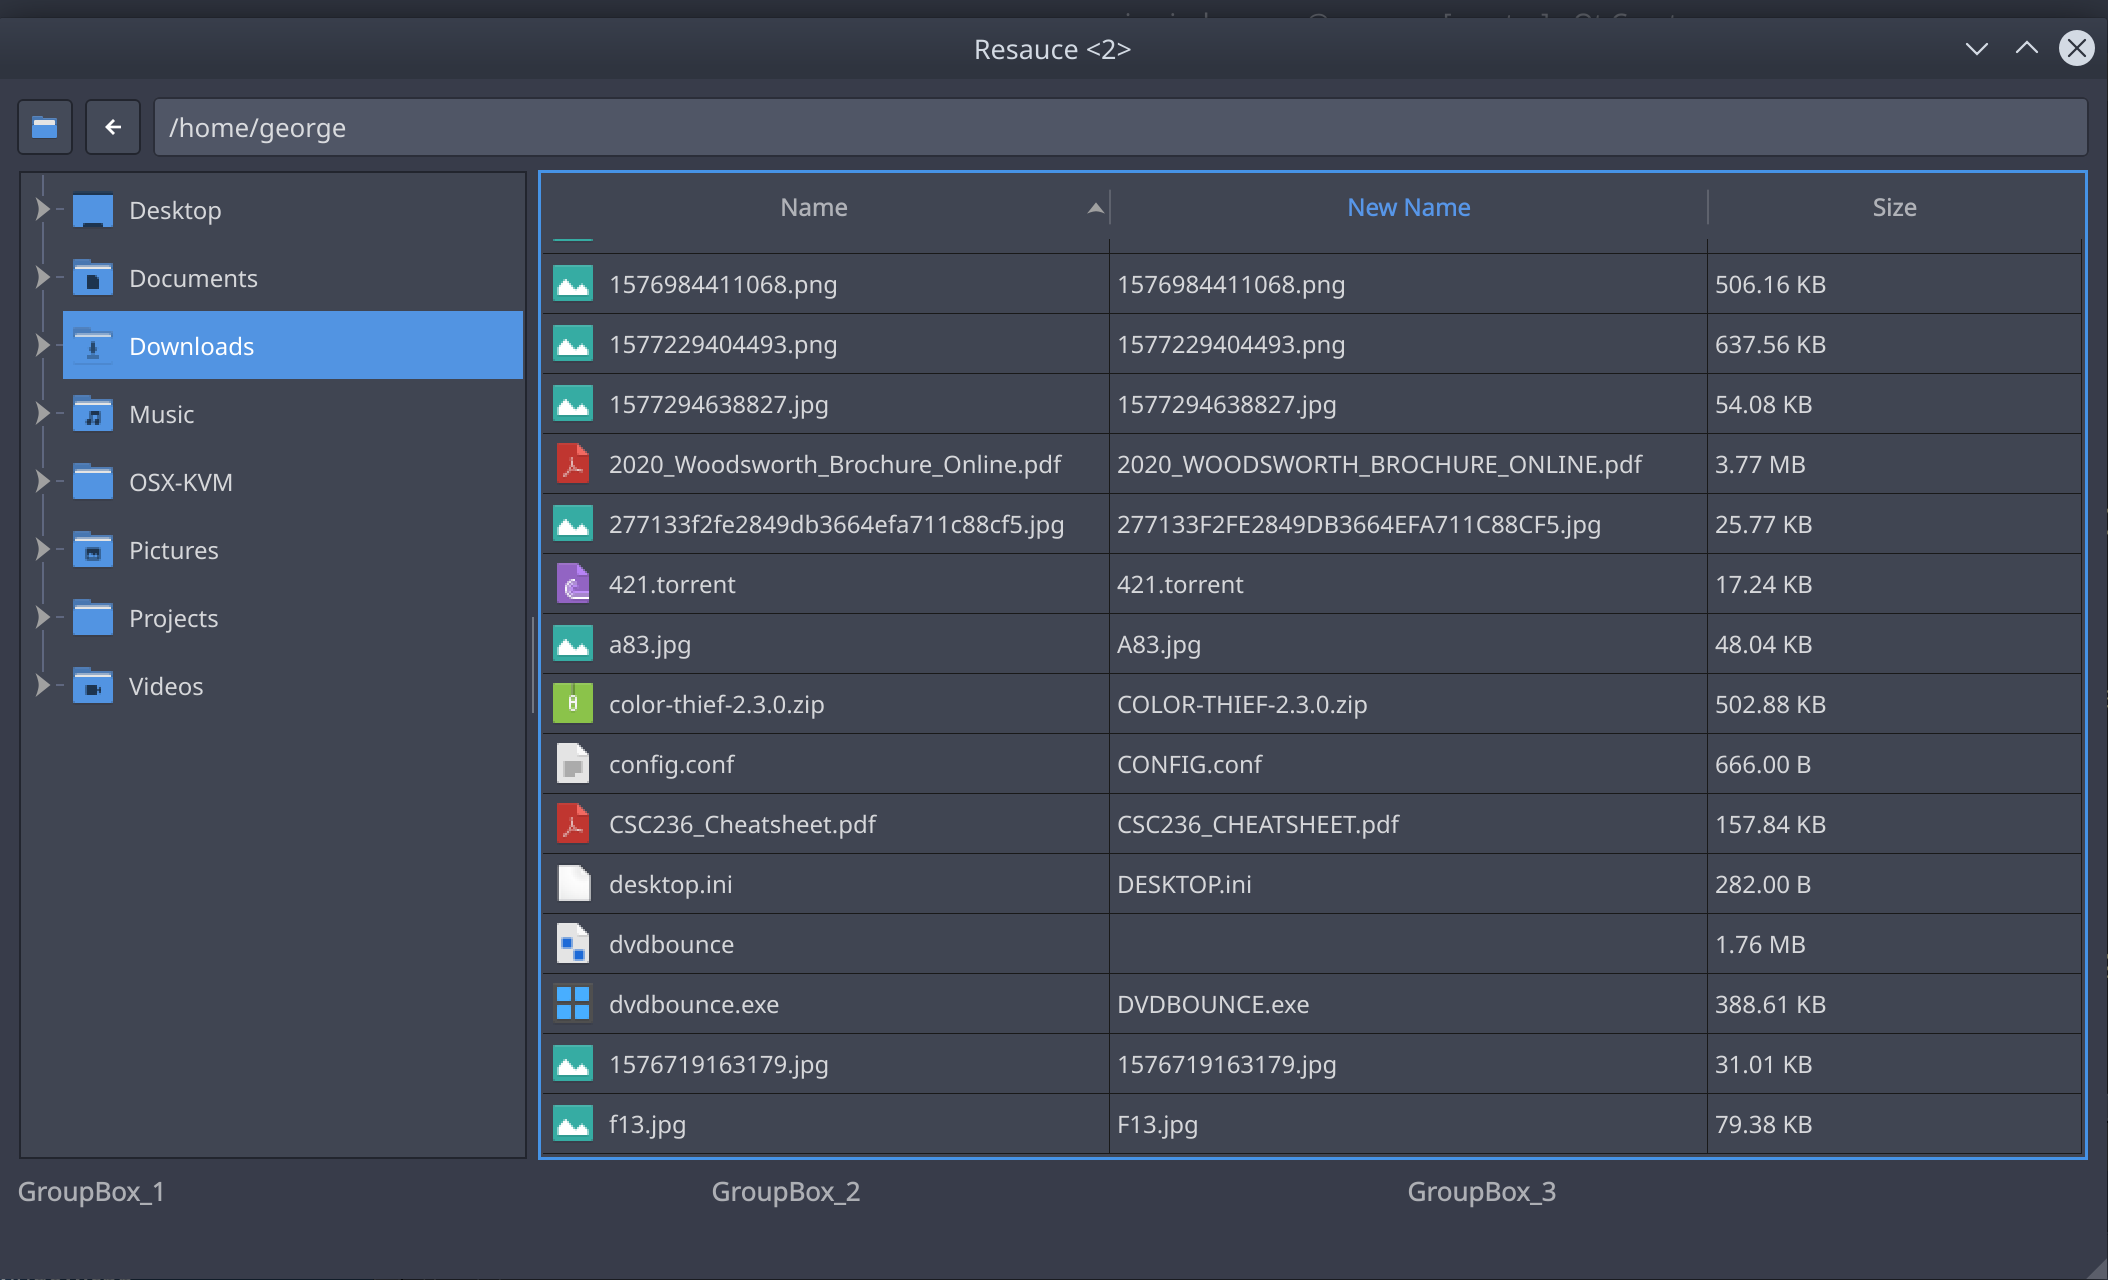 Resauce <2>
/home/george
Desktop
Documents
Downloads
Music
OSX-KVM
Pictures
Projects
Videos
Name New Name Size
1576984411068.png 1576984411068.png 506.16 KB
1577229404493.png 1577229404493.png 637.56 KB
1577294638827.jpg 1577294638827.jpg 54.08 KB
2020_Woodsworth_Brochure_Online.pdf 2020_WOODSWORTH_BROCHURE_ONLINE.pdf 3.77 MB
277133f2fe2849db3664efa711c88cf5.jpg 277133F2FE2849DB3664EFA711C88CF5.jpg 25.77 KB
421.torrent 421.torrent 17.24 KB
a83.jpg A83.jpg 48.04 KB
color-thief-2.3.0.zip COLOR-THIEF-2.3.0.zip 502.88 KB
config.conf CONFIG.conf 666.00 B
CSC236_Cheatsheet.pdf CSC236_CHEATSHEET.pdf 157.84 KB
desktop.ini DESKTOP.ini 282.00 B
dvdbounce 1.76 MB
dvdbounce.exe DVDBOUNCE.exe 388.61 KB
1576719163179.jpg 1576719163179.jpg 31.01 KB
f13.jpg F13.jpg 79.38 KB
GroupBox_1 GroupBox_2 GroupBox_3